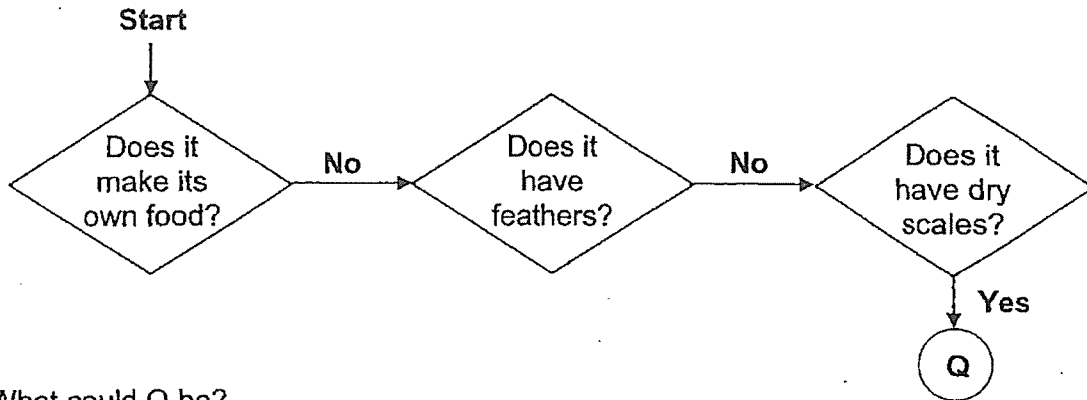 Start
Does it
make its
own food?
No
Does it
have
feathers?
No
Does it
have dry
scales?
Yes
Q
What could Q be?